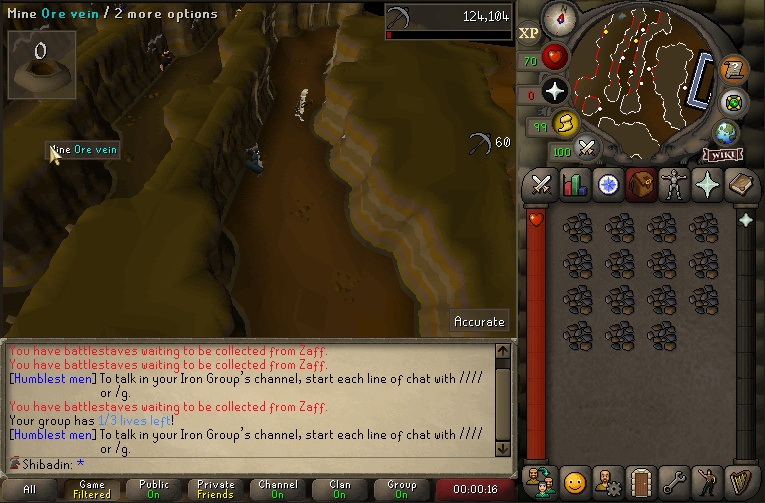 Mine Ore vein / 2 more options
124,104
0
XP
70
0
99
100
WIKI
Mine Ore vein
60
Accurate
You have battlestaves waiting to be collected from Zaff.
You have battlestaves waiting to be collected from Zaff.
[Humblest men] To talk in your Iron Group's channel, start each line of chat with ////
or /g.
You have battlestaves waiting to be collected from Zaff.
Your group has 1/3 lives left!
[Humblest men] To talk in your Iron Group's channel, start each line of chat with ////
or /g.
Shibadin: *
All
Game
Filtered
Public
On
Private
Friends
Channel
On
Clan
On
Group
On
00:00:16